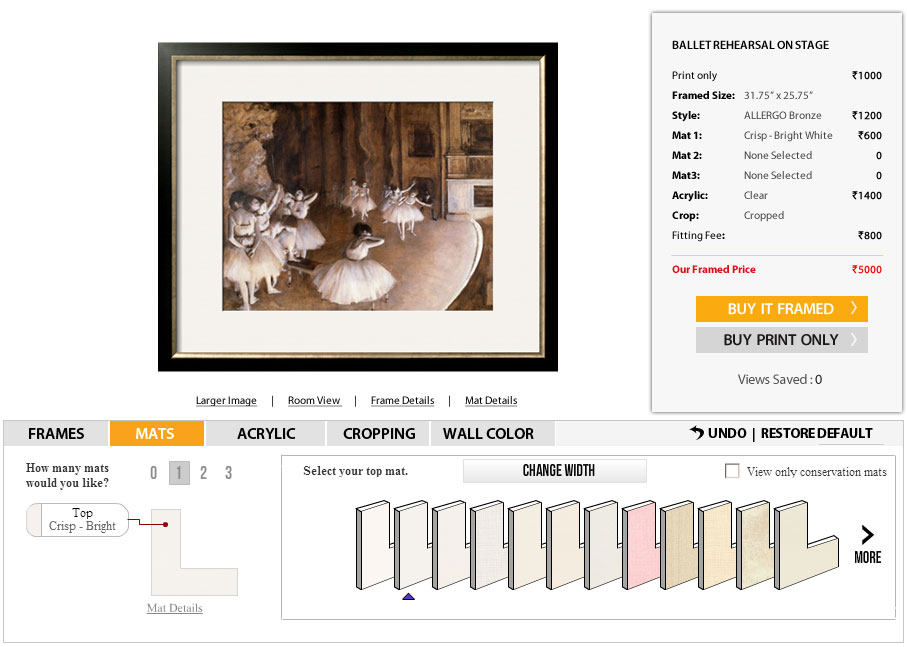 BALLET REHEARSAL ON STAGE
Print only ₹1000
Framed Size: 31.75” x 25.75”
Style: ALLERGO Bronze ₹1200
Mat 1: Crisp - Bright White ₹600
Mat 2: None Selected 0
Mat3: None Selected 0
Acrylic: Clear ₹1400
Crop: Cropped
Fitting Fee: ₹800
Our Framed Price ₹5000
BUY IT FRAMED
BUY PRINT ONLY
Views Saved : 0
Larger Image | Room View | Frame Details | Mat Details
FRAMES MATS ACRYLIC CROPPING WALL COLOR UNDO | RESTORE DEFAULT
How many mats
would you like?
0 1 2 3
Top
Crisp - Bright
Mat Details
Select your top mat. CHANGE WIDTH View only conservation mats
MORE